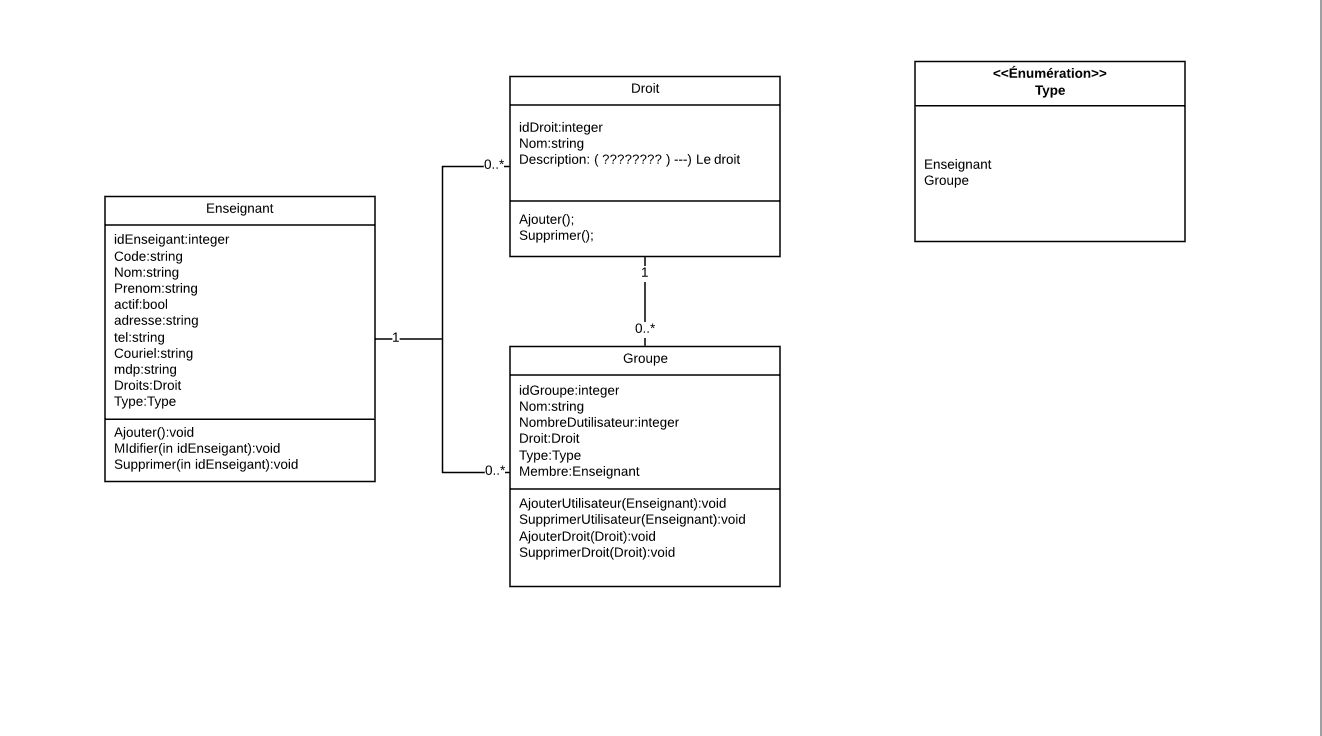 Droit
idDroit:integer
Nom:string
Description: ( ???????? ) ---) Le droit
Ajouter();
Supprimer();
<<Énumération>>
Type
Enseignant
Groupe
Enseignant
idEnseigant:integer
Code:string
Nom:string
Prenom:string
actif:bool
adresse:string
tel:string
Couriel:string
mdp:string
Droits:Droit
Type:Type
Ajouter():void
MIdifier(in idEnseigant):void
Supprimer(in idEnseigant):void
1
0..*
0..*
1
0..*
Groupe
idGroupe:integer
Nom:string
NombreDutilisateur:integer
Droit:Droit
Type:Type
Membre:Enseignant
AjouterUtilisateur(Enseignant):void
SupprimerUtilisateur(Enseignant):void
AjouterDroit(Droit):void
SupprimerDroit(Droit):void